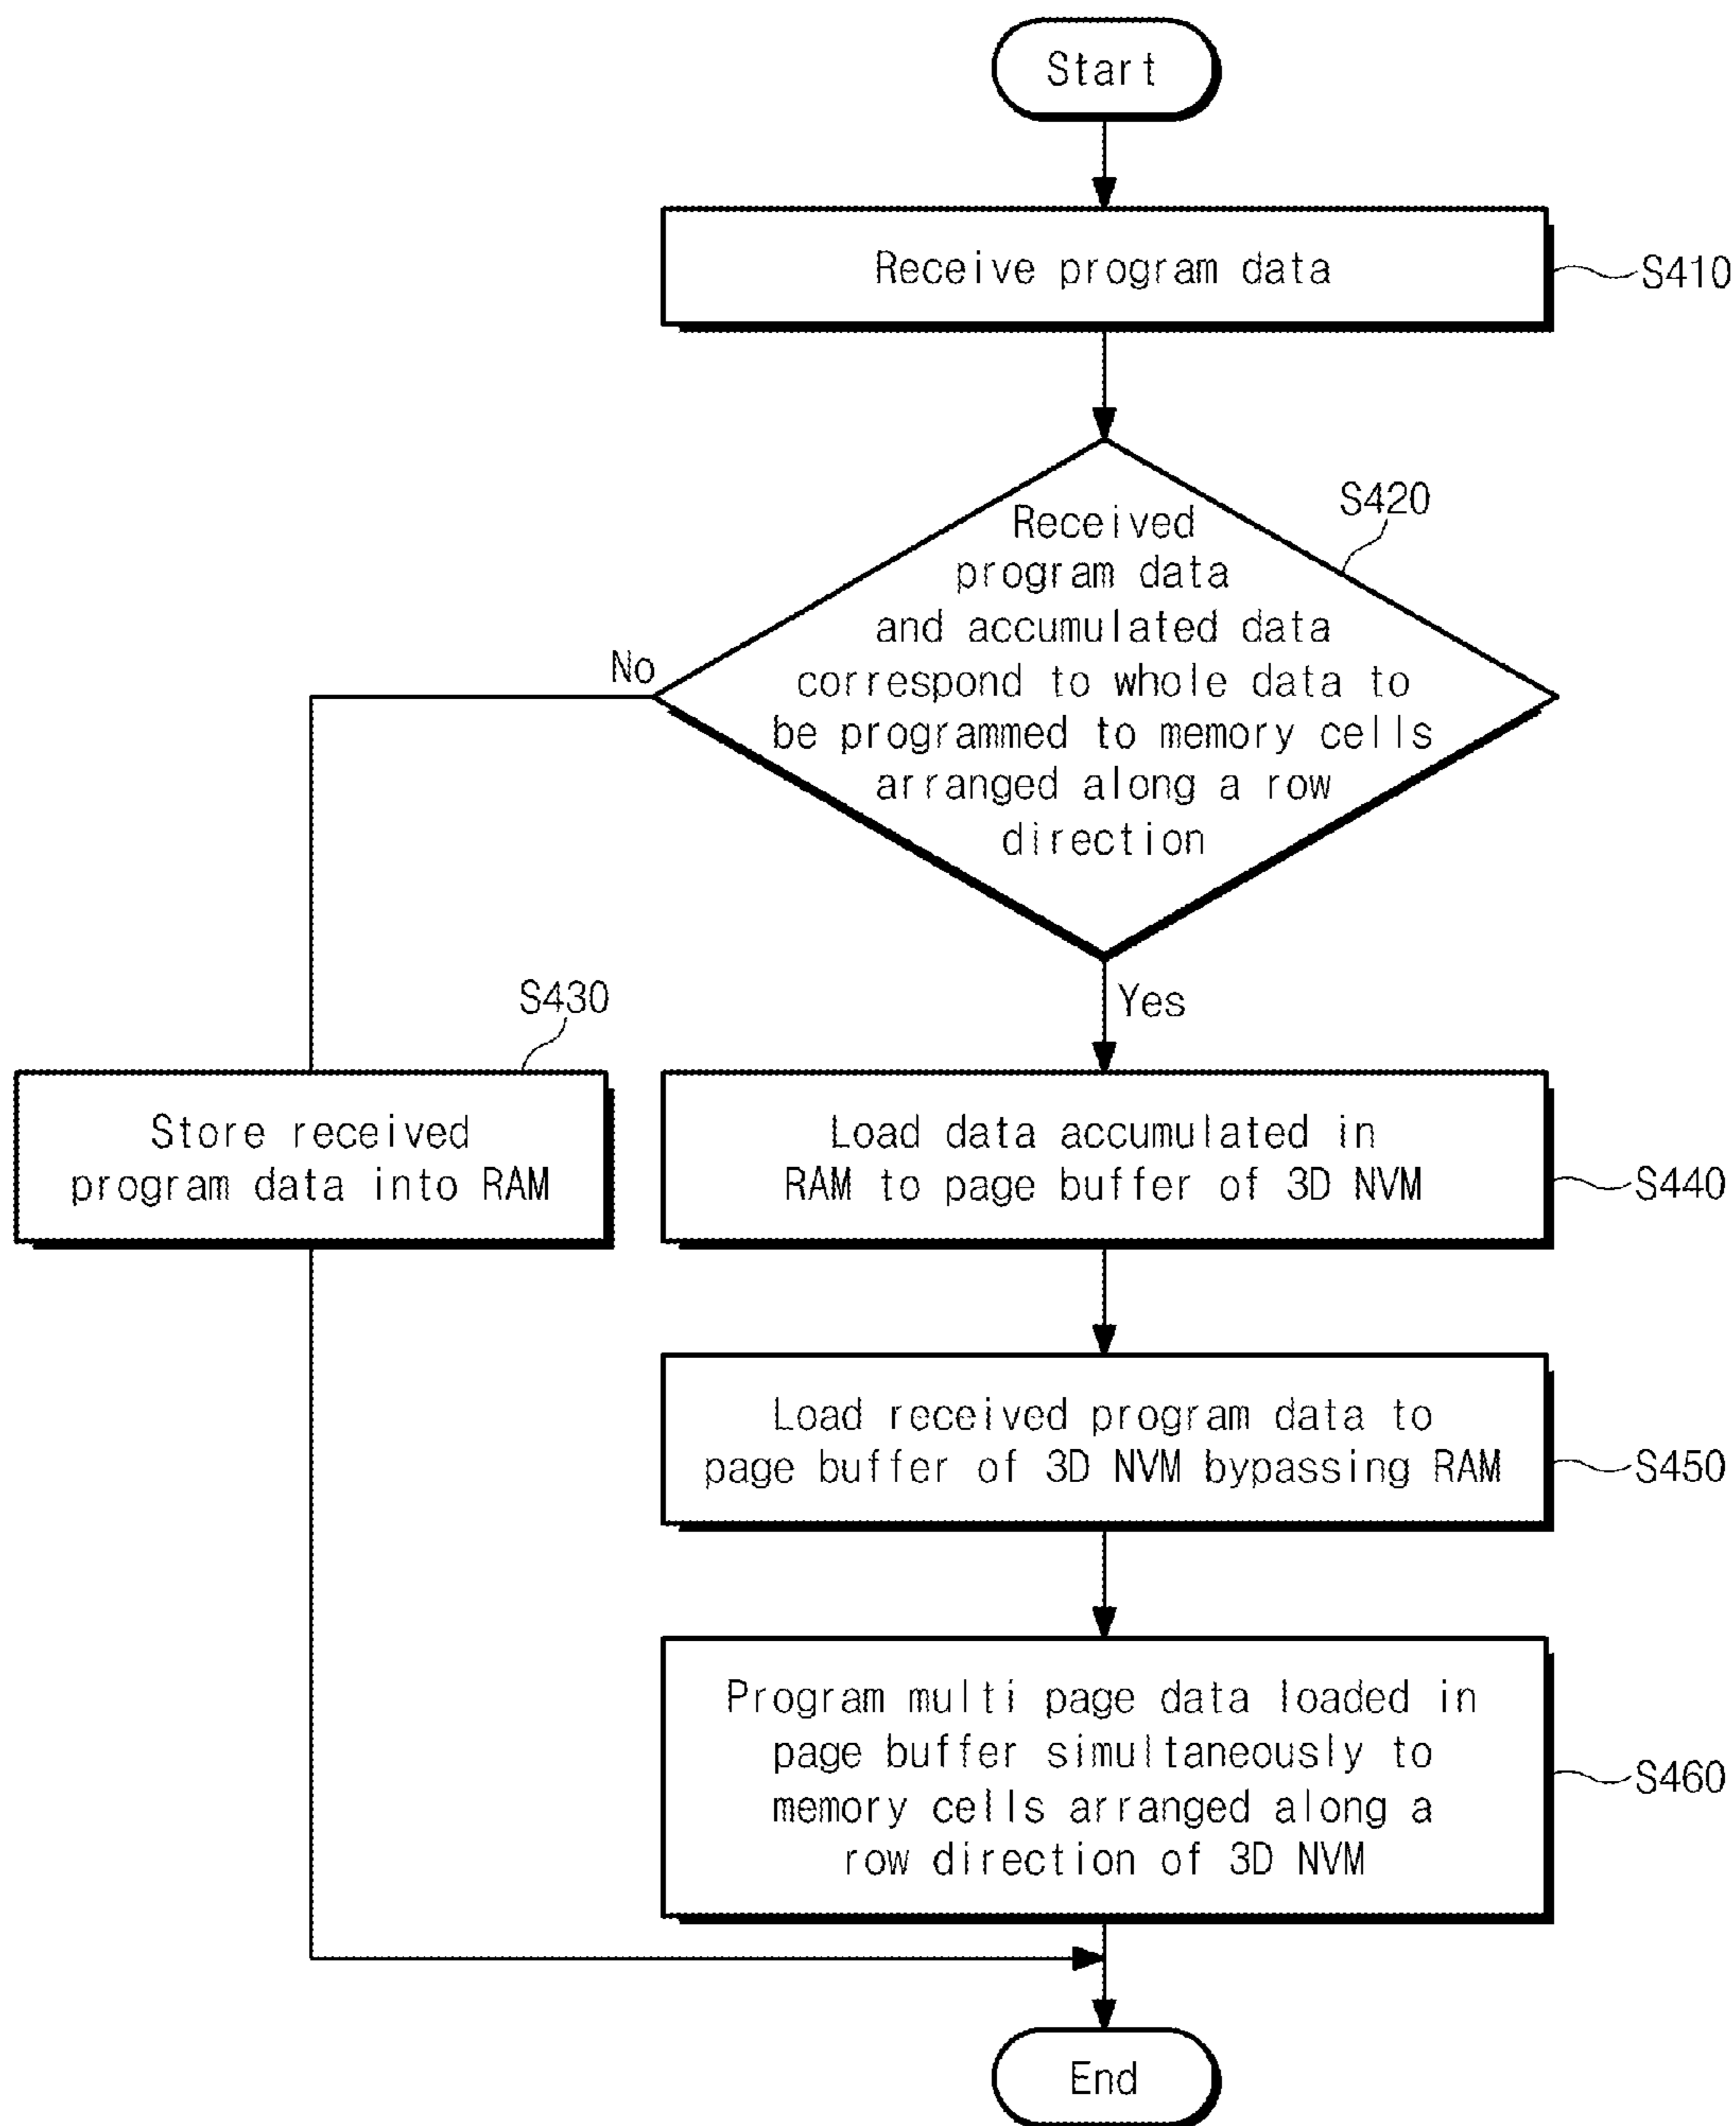 Start
Receive program data
S410
S420
Received
program data
and accumulated data
correspond to whole data to
be programmed to memory cells
arranged along a row
direction
No
Yes
S430
Store received
program data into RAM
Load data accumulated in
RAM to page buffer of 3D NVM
S440
Load received program data to
page buffer of 3D NVM bypassing RAM
S450
Program multi page data loaded in
page buffer simultaneously to
memory cells arranged along a
row direction of 3D NVM
S460
End